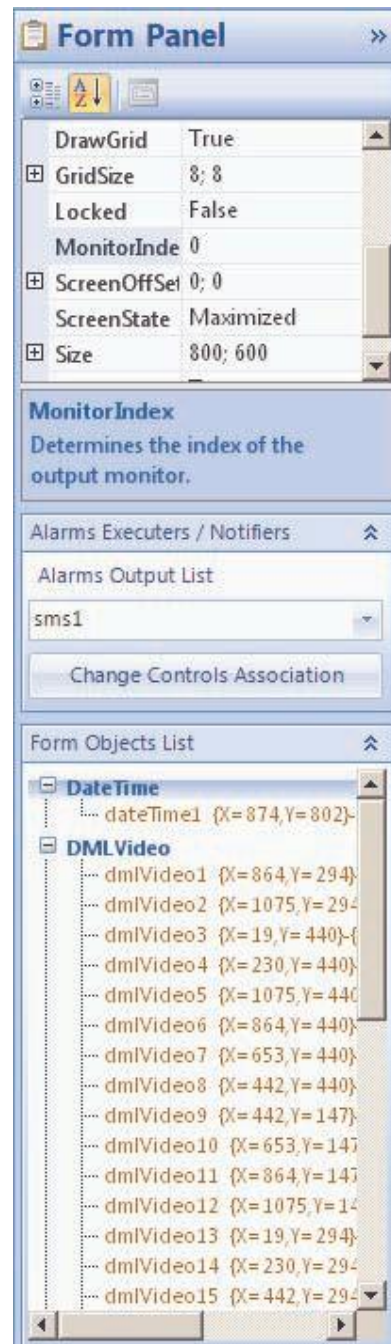 Form Panel
DrawGrid True
GridSize 8; 8
Locked False
MonitorInde 0
ScreenOffSet 0; 0
ScreenState Maximized
Size 800; 600
MonitorIndex
Determines the index of the
output monitor.
Alarms Executers / Notifiers
Alarms Output List
sms1
Change Controls Association
Form Objects List
DateTime
dateTime1 {X=874,Y=802}-
DMLVideo
dmlVideo1 {X=864,Y=294}-
dmlVideo2 {X=1075,Y=294
dmlVideo3 {X=19,Y=440}-{
dmlVideo4 {X=230,Y=440}-
dmlVideo5 {X=1075,Y=440
dmlVideo6 {X=864,Y=440}-
dmlVideo7 {X=653,Y=440}-
dmlVideo8 {X=442,Y=440}-
dmlVideo9 {X=442,Y=147}-
dmlVideo10 {X=653,Y=147
dmlVideo11 {X=864,Y=147
dmlVideo12 {X=1075,Y=14
dmlVideo13 {X=19,Y=294}-
dmlVideo14 {X=230,Y=294
dmlVideo15 {X=442,Y=294